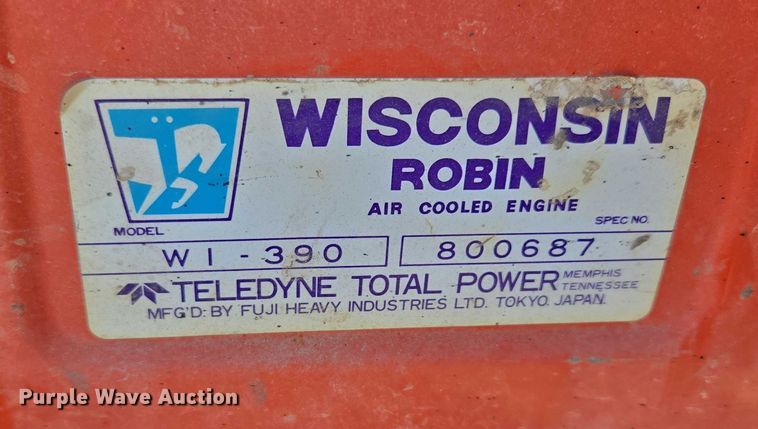 WISCONSIN
ROBIN
AIR COOLED ENGINE
MODEL SPEC NO.
WI-390 800687
TELEDYNE TOTAL POWER MEMPHIS
TENNESSEE
MFG'D: BY FUJI HEAVY INDUSTRIES LTD. TOKYO. JAPAN.
Purple Wave Auction